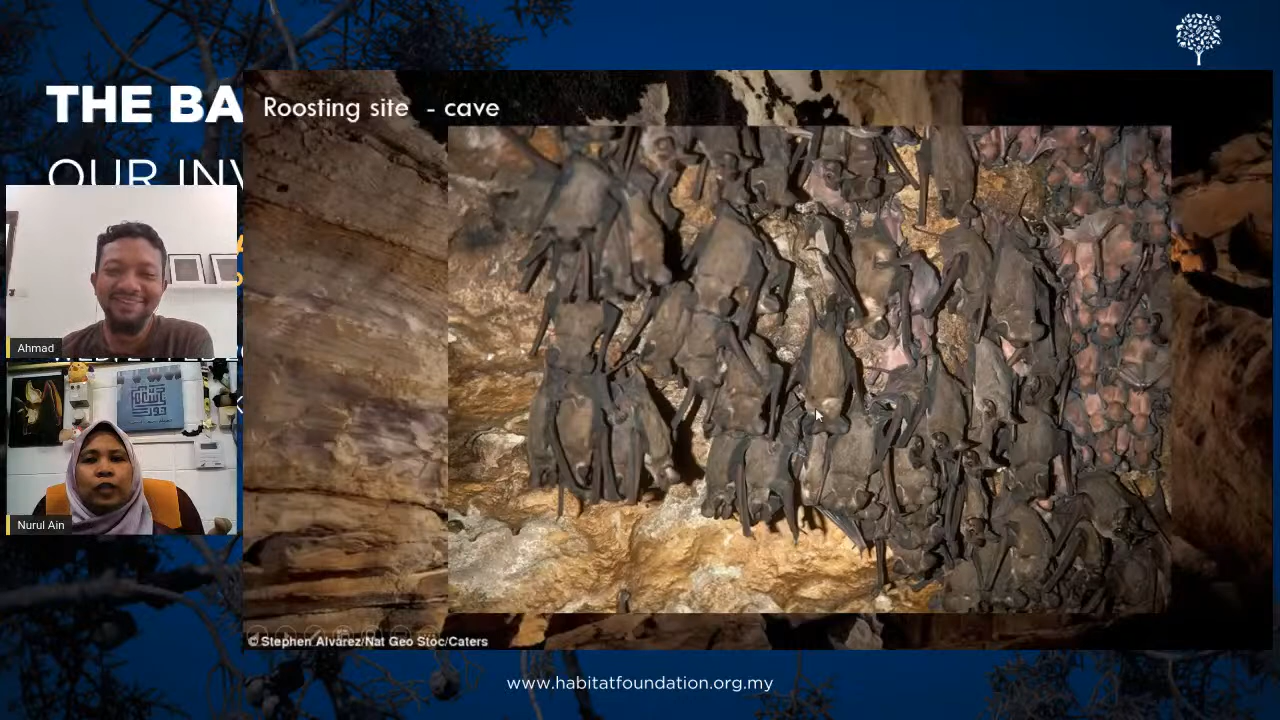 THE BA
Roosting site - cave
OUR INV
Ahmad
Nurul Ain
© Stephen Alvarez/Nat Geo Stoc/Caters
www.habitatfoundation.org.my